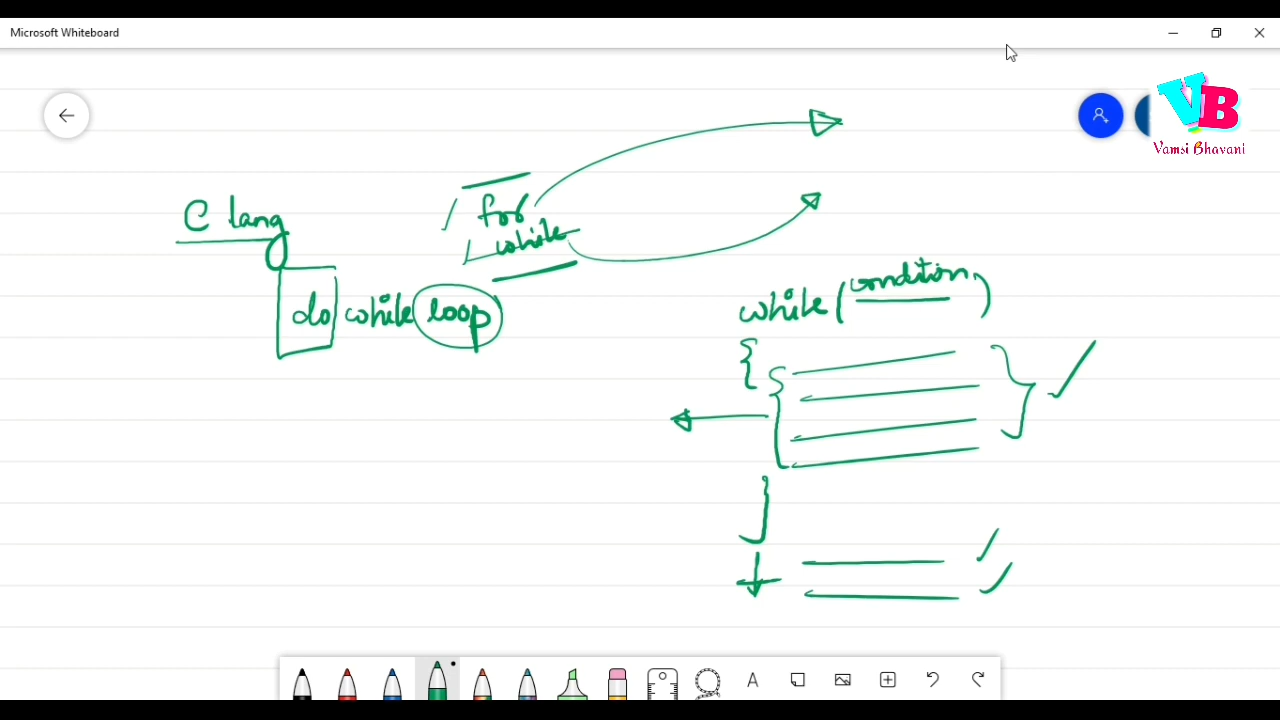 Microsoft Whiteboard
VB
Vamsi Bhavani
C lang
for
while
do while loop
while (condition)
{
}
A